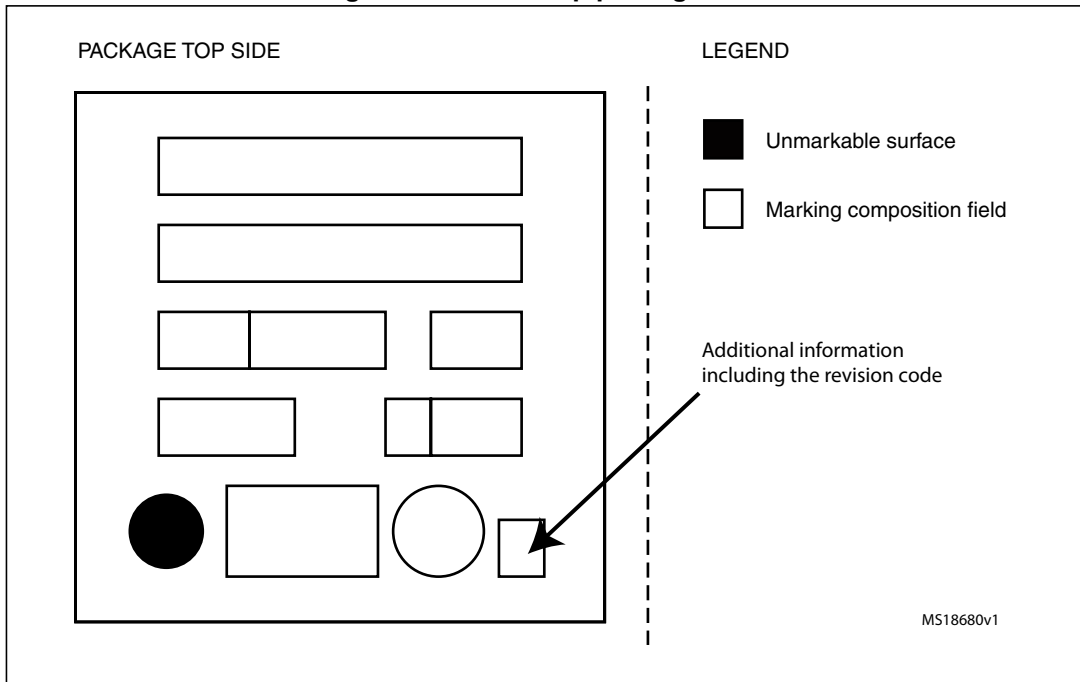 PACKAGE TOP SIDE
LEGEND
Unmarkable surface
Marking composition field
Additional information
including the revision code
MS18680v1